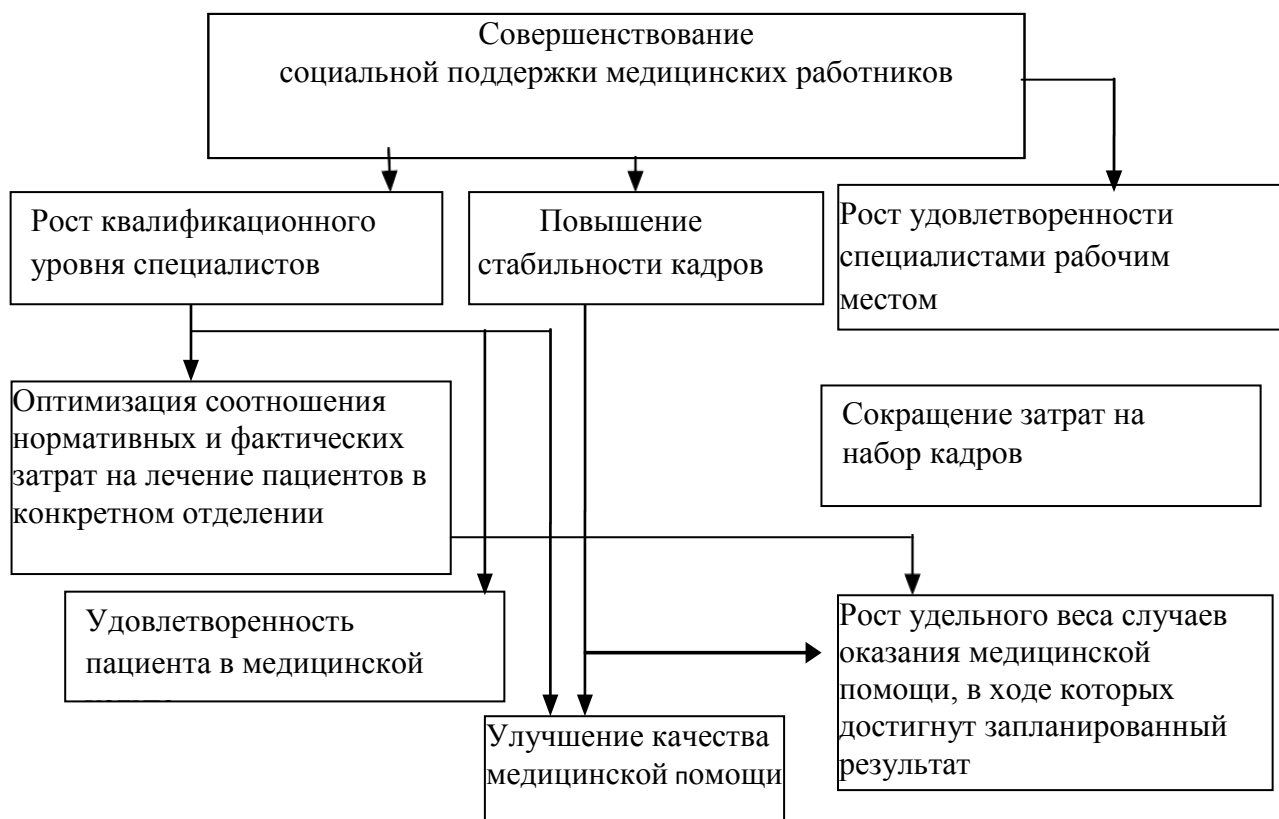 Совершенствование
социальной поддержки медицинских работников
Рост квалификационного
уровня специалистов
Повышение
стабильности кадров
Рост удовлетворенности
специалистами рабочим
местом
Оптимизация соотношения
нормативных и фактических
затрат на лечение пациентов в
конкретном отделении
Сокращение затрат на
набор кадров
Удовлетворенность
пациента в медицинской
Рост удельного веса случаев
оказания медицинской
помощи, в ходе которых
достигнут запланированный
результат
Улучшение качества
медицинской помощи